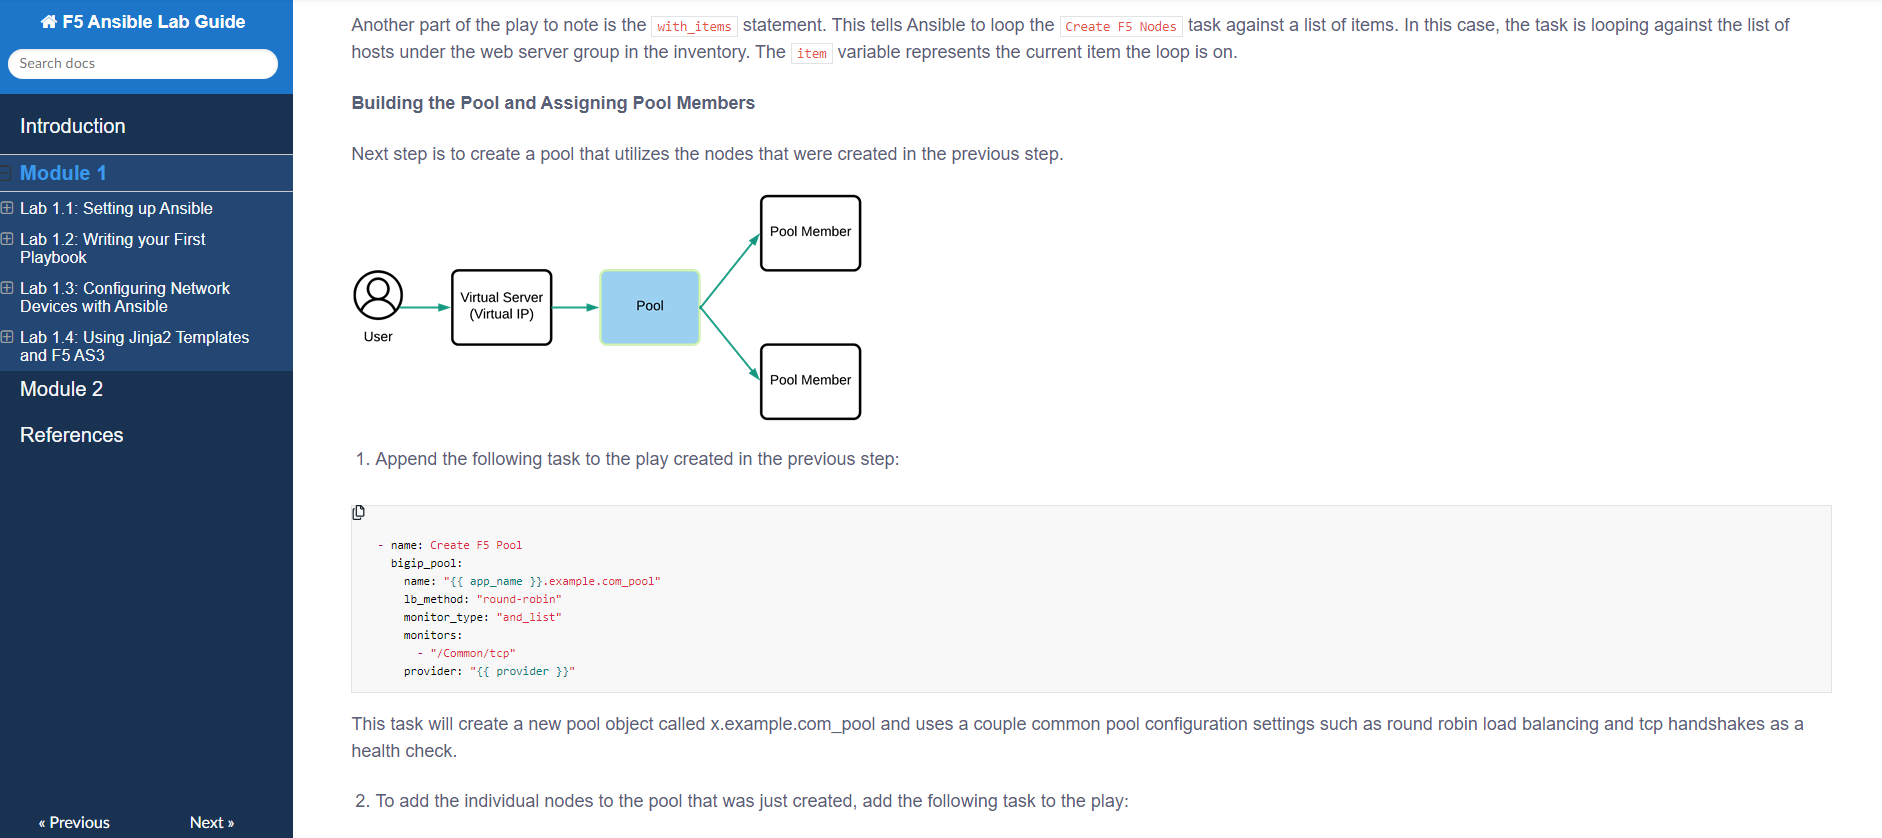 F5 Ansible Lab Guide
Search docs
Introduction
Module 1
Lab 1.1: Setting up Ansible
Lab 1.2: Writing your First
Playbook
Lab 1.3: Configuring Network
Devices with Ansible
Lab 1.4: Using Jinja2 Templates
and F5 AS3
Module 2
References
« Previous
Next »
Another part of the play to note is the with_items statement. This tells Ansible to loop the Create F5 Nodes task against a list of items. In this case, the task is looping against the list of
hosts under the web server group in the inventory. The item variable represents the current item the loop is on.
Building the Pool and Assigning Pool Members
Next step is to create a pool that utilizes the nodes that were created in the previous step.
User
Virtual Server
(Virtual IP)
Pool
Pool Member
Pool Member
1. Append the following task to the play created in the previous step:
- name: Create F5 Pool
bigip_pool:
name: "{{ app_name }}.example.com_pool"
lb_method: "round-robin"
monitor_type: "and_list"
monitors:
- "/Common/tcp"
provider: "{{ provider }}"
This task will create a new pool object called x.example.com_pool and uses a couple common pool configuration settings such as round robin load balancing and tcp handshakes as a
health check.
2. To add the individual nodes to the pool that was just created, add the following task to the play: